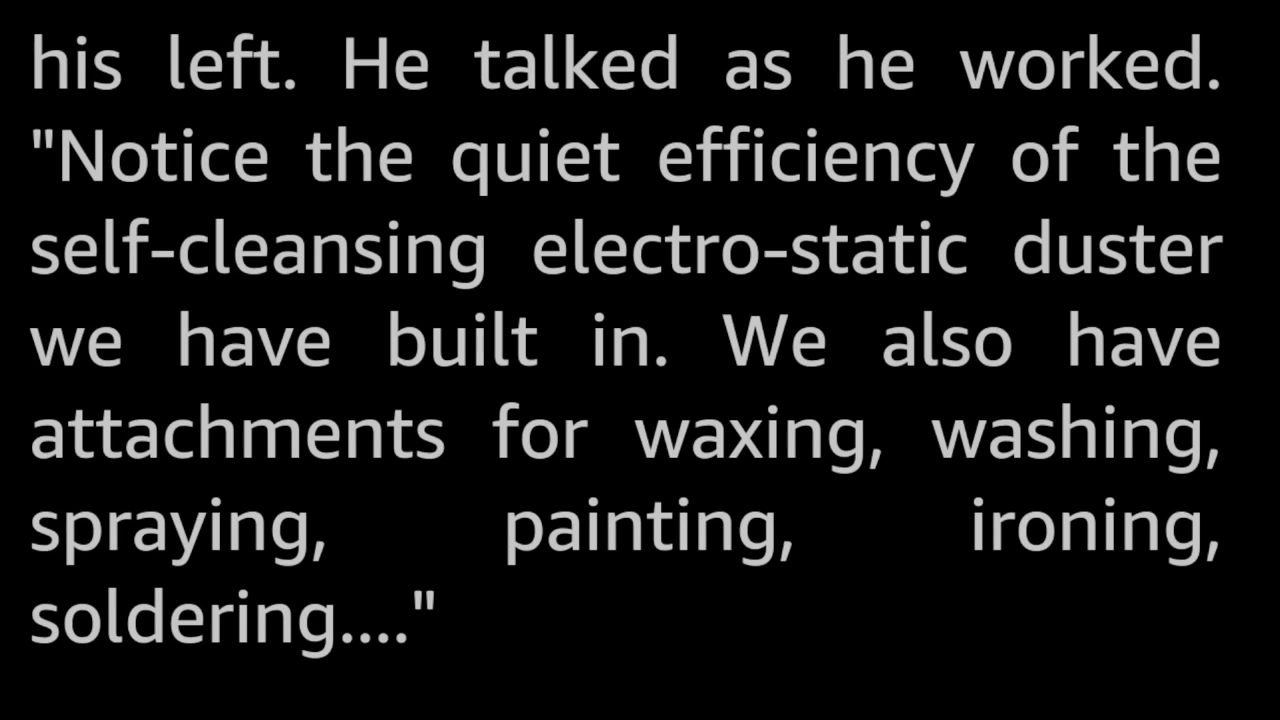 his left. He talked as he worked.
"Notice the quiet efficiency of the
self-cleansing electro-static duster
we have built in. We also have
attachments for waxing, washing,
spraying, painting, ironing,
soldering...."